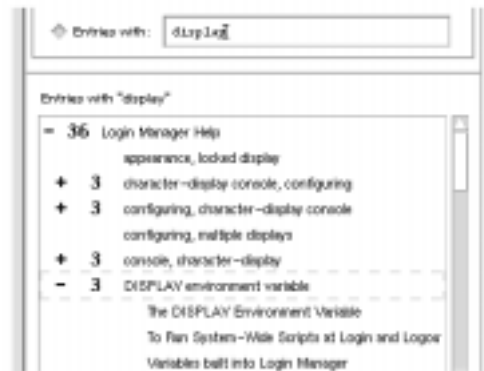 Entries with: display
Entries with "display"
- 36 Login Manager Help
appearance, locked display
+ 3 character-display console, configuring
+ 3 configuring, character-display console
configuring, multiple displays
+ 3 console, character-display
- 3 DISPLAY environment variable
The DISPLAY Environment Variable
To Run System-Wide Scripts at Login and Logou
Variables built into Login Manager